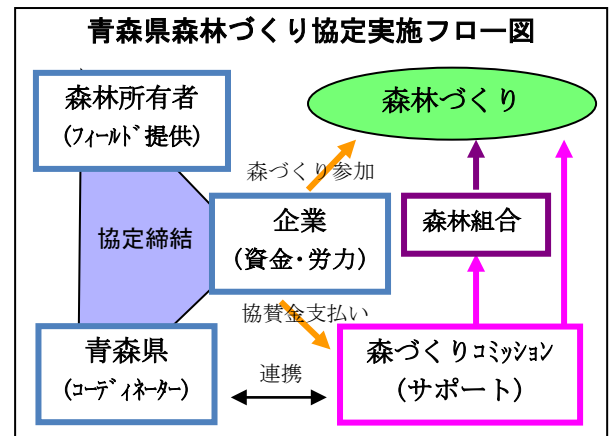 青森県森林づくり協定実施フロー図
森林所有者
(ﾌｨｰﾙﾄﾞ提供)
森林づくり
森づくり参加
企業
(資金・労力)
森林組合
協定締結
協賛金支払い
青森県
(ｺｰﾃﾞｨﾈｰﾀｰ)
連携
森づくりｺﾐｯｼｮﾝ
(サポート)